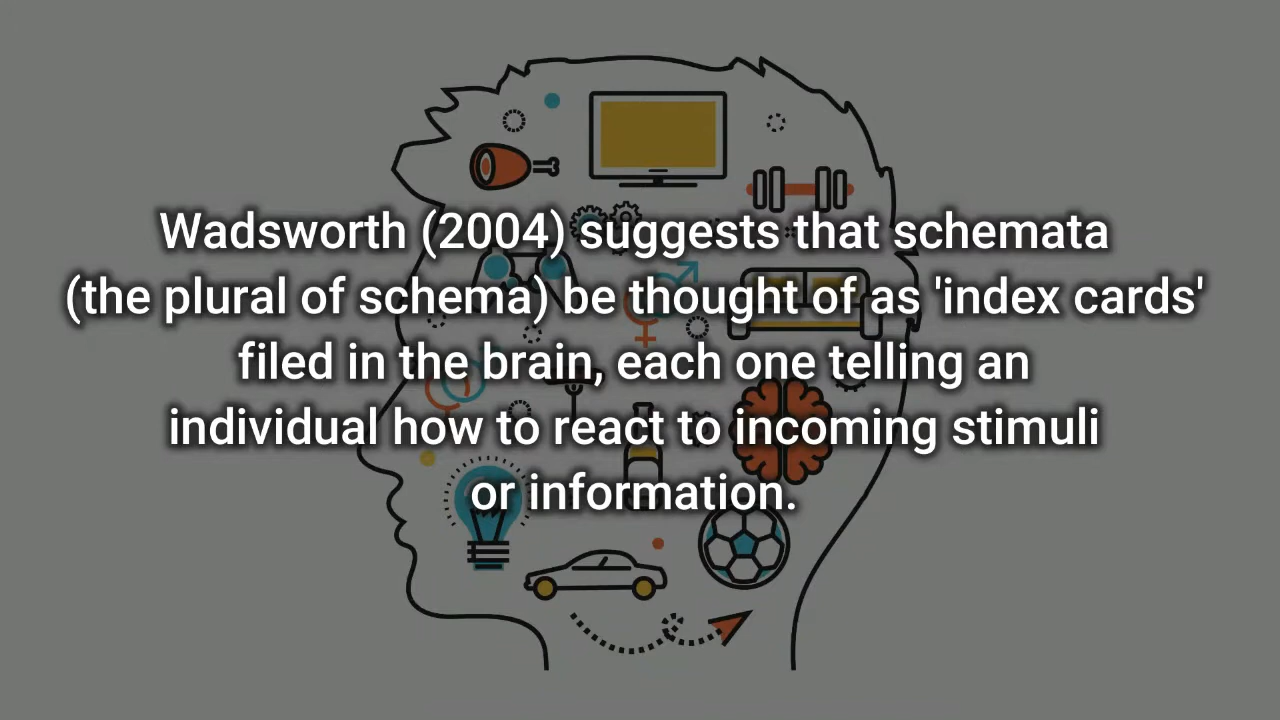 Wadsworth (2004) suggests that schemata
(the plural of schema) be thought of as 'index cards'
filed in the brain, each one telling an
individual how to react to incoming stimuli
or information.